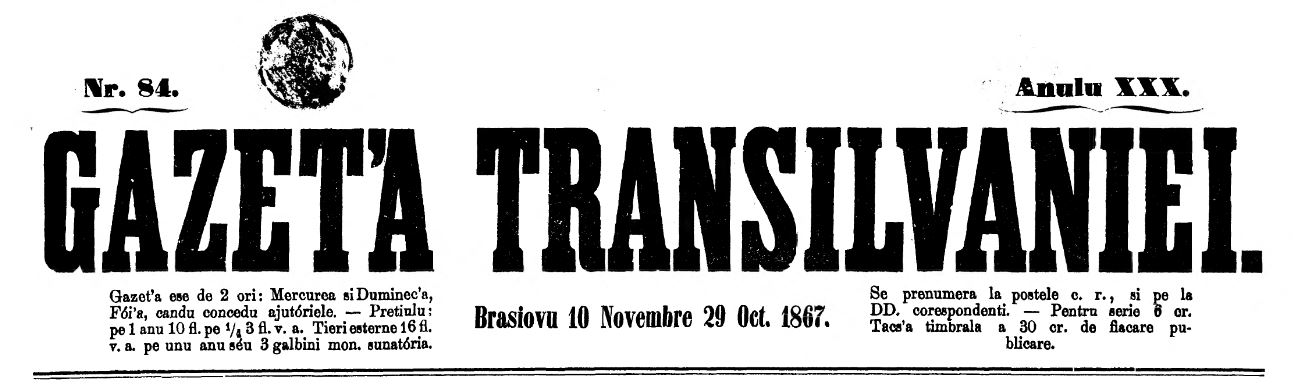 Nr. 84.
Anulu XXX.
GAZET'A TRANSILVANIEI.
Gazet'a ese de 2 ori: Mercurea si Duminec'a,
Fói'a, candu concedu ajutóriele. — Pretiulu:
pe 1 anu 10 fl. pe 1/4 3 fl. v. a. Tieri esterne 16 fl.
v. a. pe unu anu séu 3 galbini mon. sunatória.
Brasiovu 10 Novembre 29 Oct. 1867.
Se prenumera la postele c. r., si pe la
DD. corespondenti. — Pentru serie 6 cr.
Tacs'a timbrala a 30 cr. de fiacare pu-
blicare.